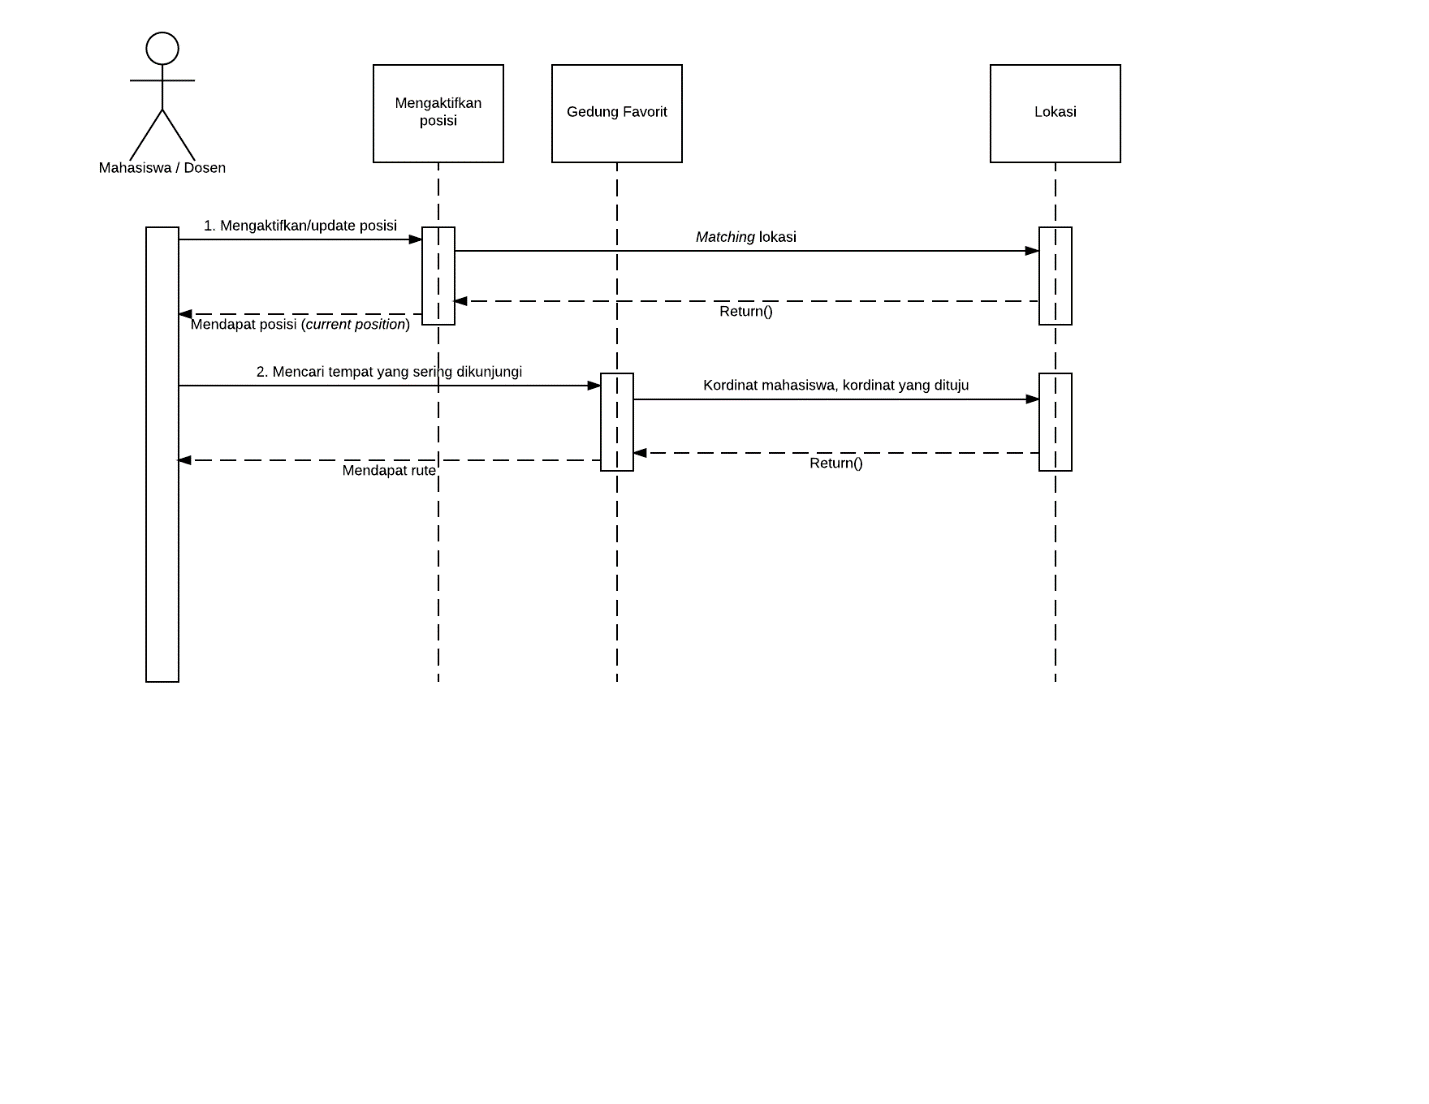 Mahasiswa / Dosen
Mengaktifkan
posisi
Gedung Favorit
Lokasi
1. Mengaktifkan/update posisi
Matching lokasi
Return()
Mendapat posisi (current position)
2. Mencari tempat yang sering dikunjungi
Kordinat mahasiswa, kordinat yang dituju
Return()
Mendapat rute